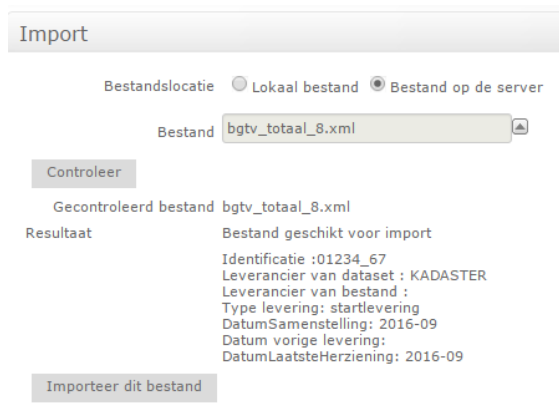 Import
Bestandslocatie Lokaal bestand Bestand op de server
Bestand bgtv_totaal_8.xml
Controleer
Gecontroleerd bestand bgtv_totaal_8.xml
Resultaat Bestand geschikt voor import
Identificatie :01234_67
Leverancier van dataset : KADASTER
Leverancier van bestand :
Type levering: startlevering
DatumSamenstelling: 2016-09
Datum vorige levering:
DatumLaatsteHerziening: 2016-09
Importeer dit bestand